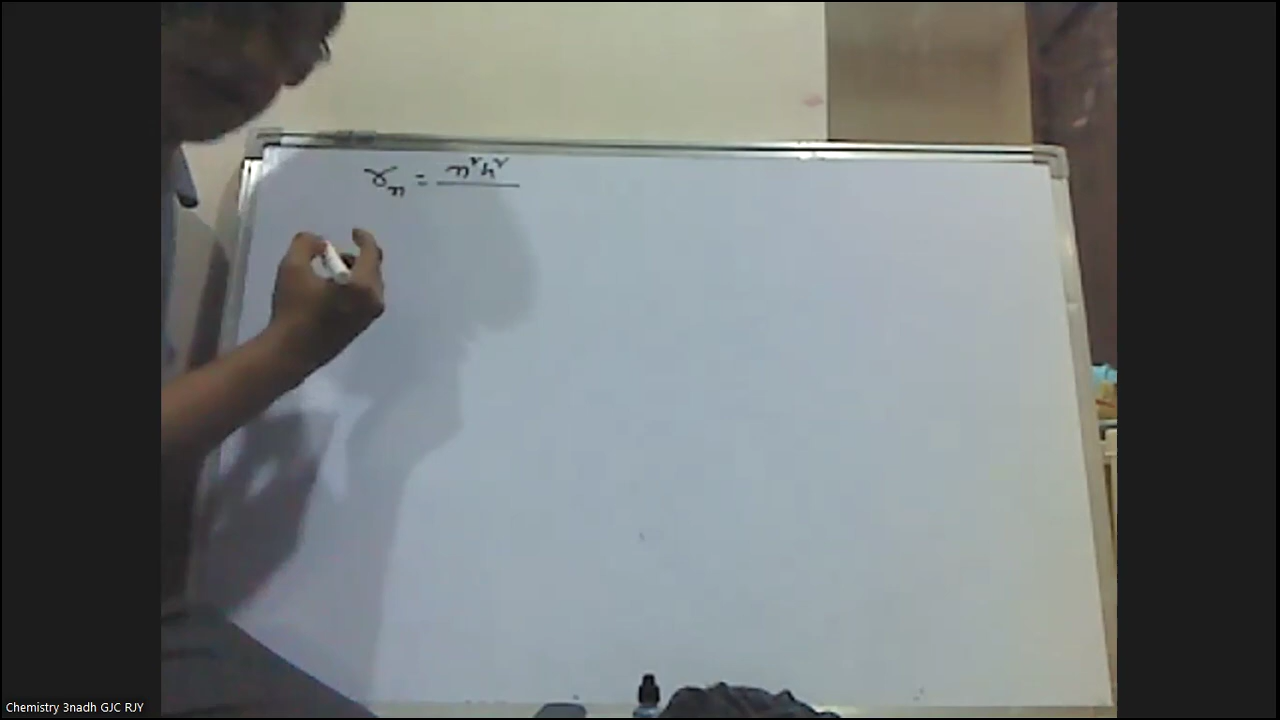 rₙ = n²h²
Chemistry 3nadh GJC RJY